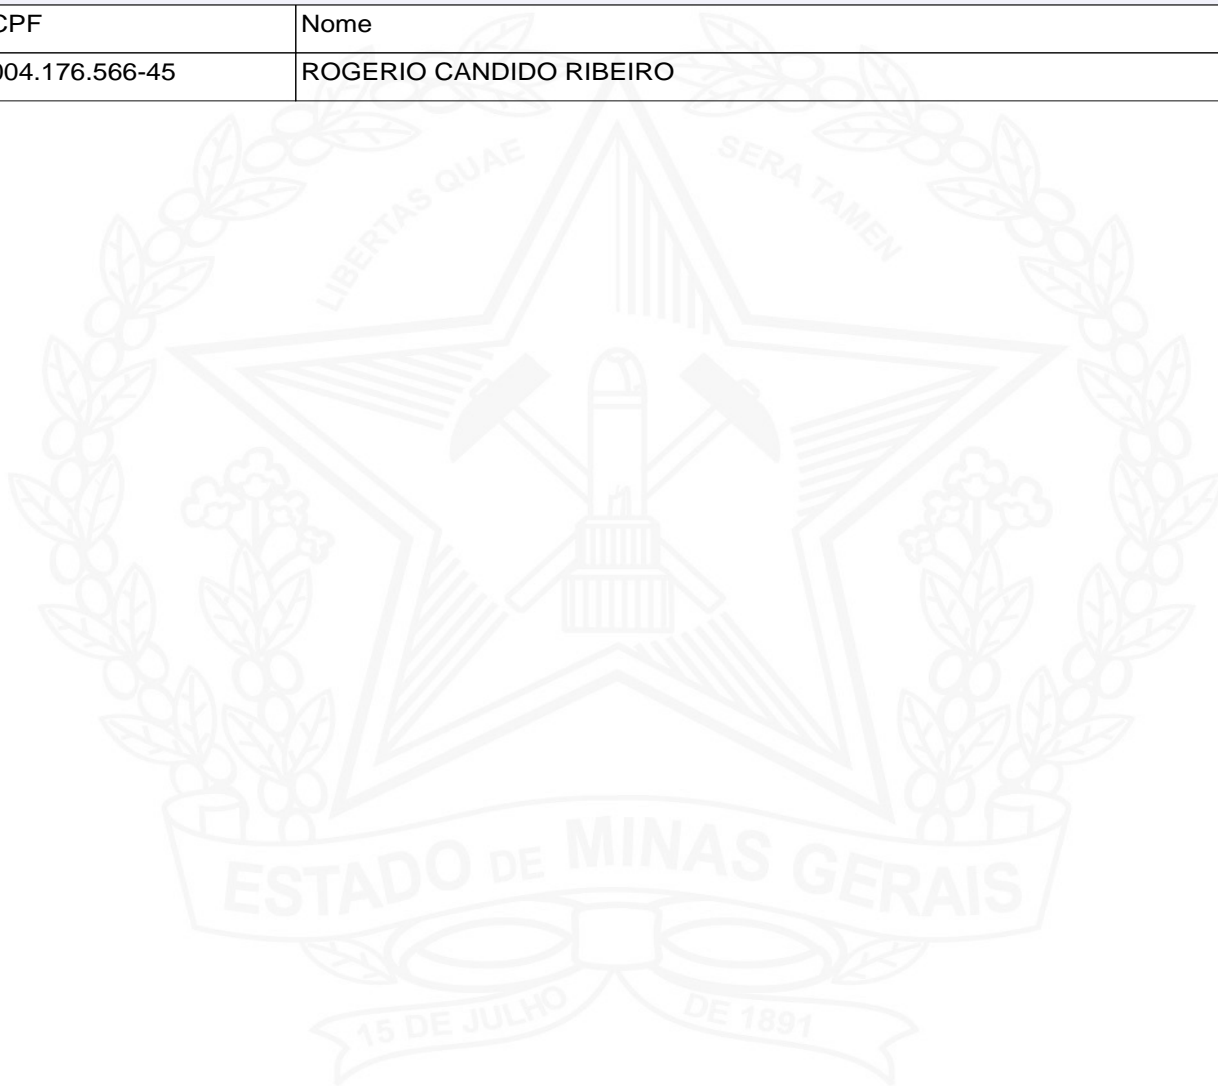 CPF Nome
004.176.566-45 ROGERIO CANDIDO RIBEIRO
LIBERTAS QUAE SERA TAMEN
ESTADO DE MINAS GERAIS
15 DE JULHO DE 1891